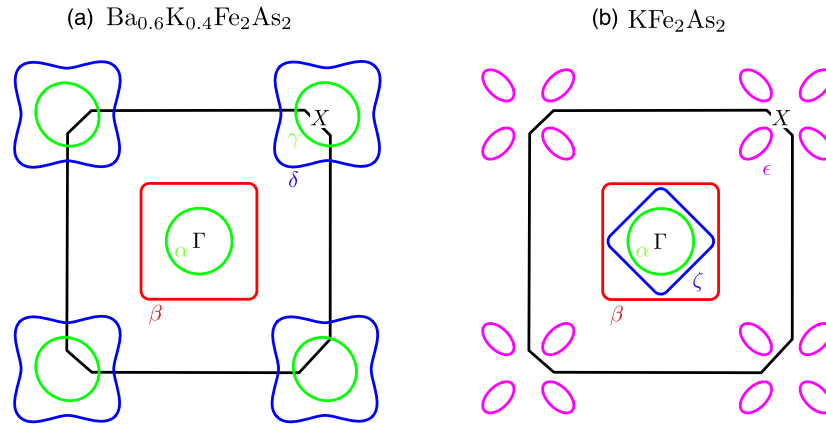 (a) Ba₀.₆K₀.₄Fe₂As₂
(b) KFe₂As₂
X
γ
δ
α Γ
β
X
ϵ
α Γ
ζ
β